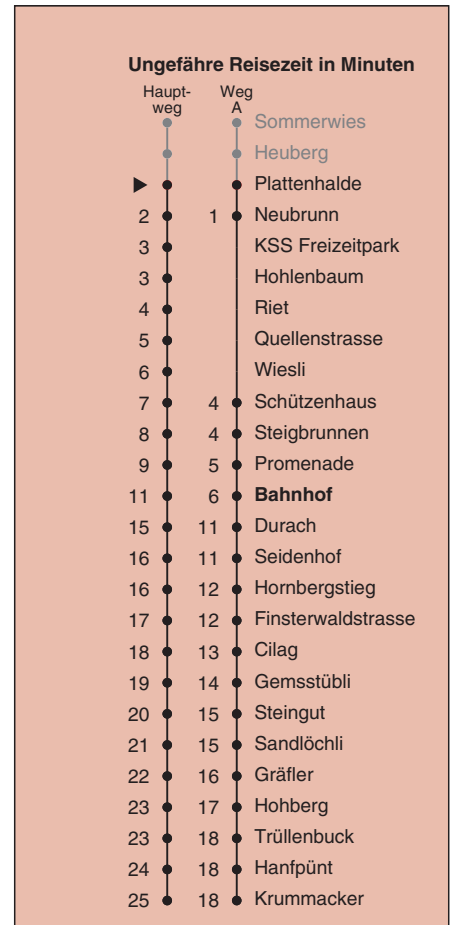 Ungefähre Reisezeit in Minuten
Haupt- Weg
weg A
Sommerwies
Heuberg
Plattenhalde
2 1 Neubrunn
3 KSS Freizeitpark
3 Hohlenbaum
4 Riet
5 Quellenstrasse
6 Wiesli
7 4 Schützenhaus
8 4 Steigbrunnen
9 5 Promenade
11 6 Bahnhof
15 11 Durach
16 11 Seidenhof
16 12 Hornbergstieg
17 12 Finsterwaldstrasse
18 13 Cilag
19 14 Gemsstübli
20 15 Steingut
21 15 Sandlöchli
22 16 Gräfler
23 17 Hohberg
23 18 Trüllenbuck
24 18 Hanfpünt
25 18 Krummacker